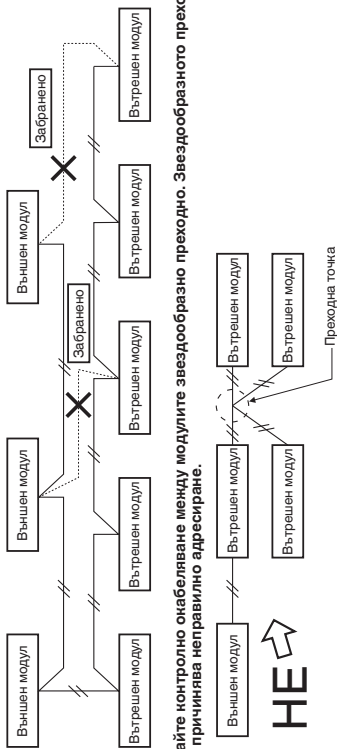 Външен модул
Външен модул
Външен модул
Забранено
Забранено
Вътрешен модул
Вътрешен модул
Вътрешен модул
Вътрешен модул
Вътрешен модул
айте контролно окабеляване между модулите звездообразно преходно. Звездообразното прехо
причинява неправилно адресиране.
Външен модул
Вътрешен модул
Вътрешен модул
Вътрешен модул
Вътрешен модул
Преходна точка
НЕ